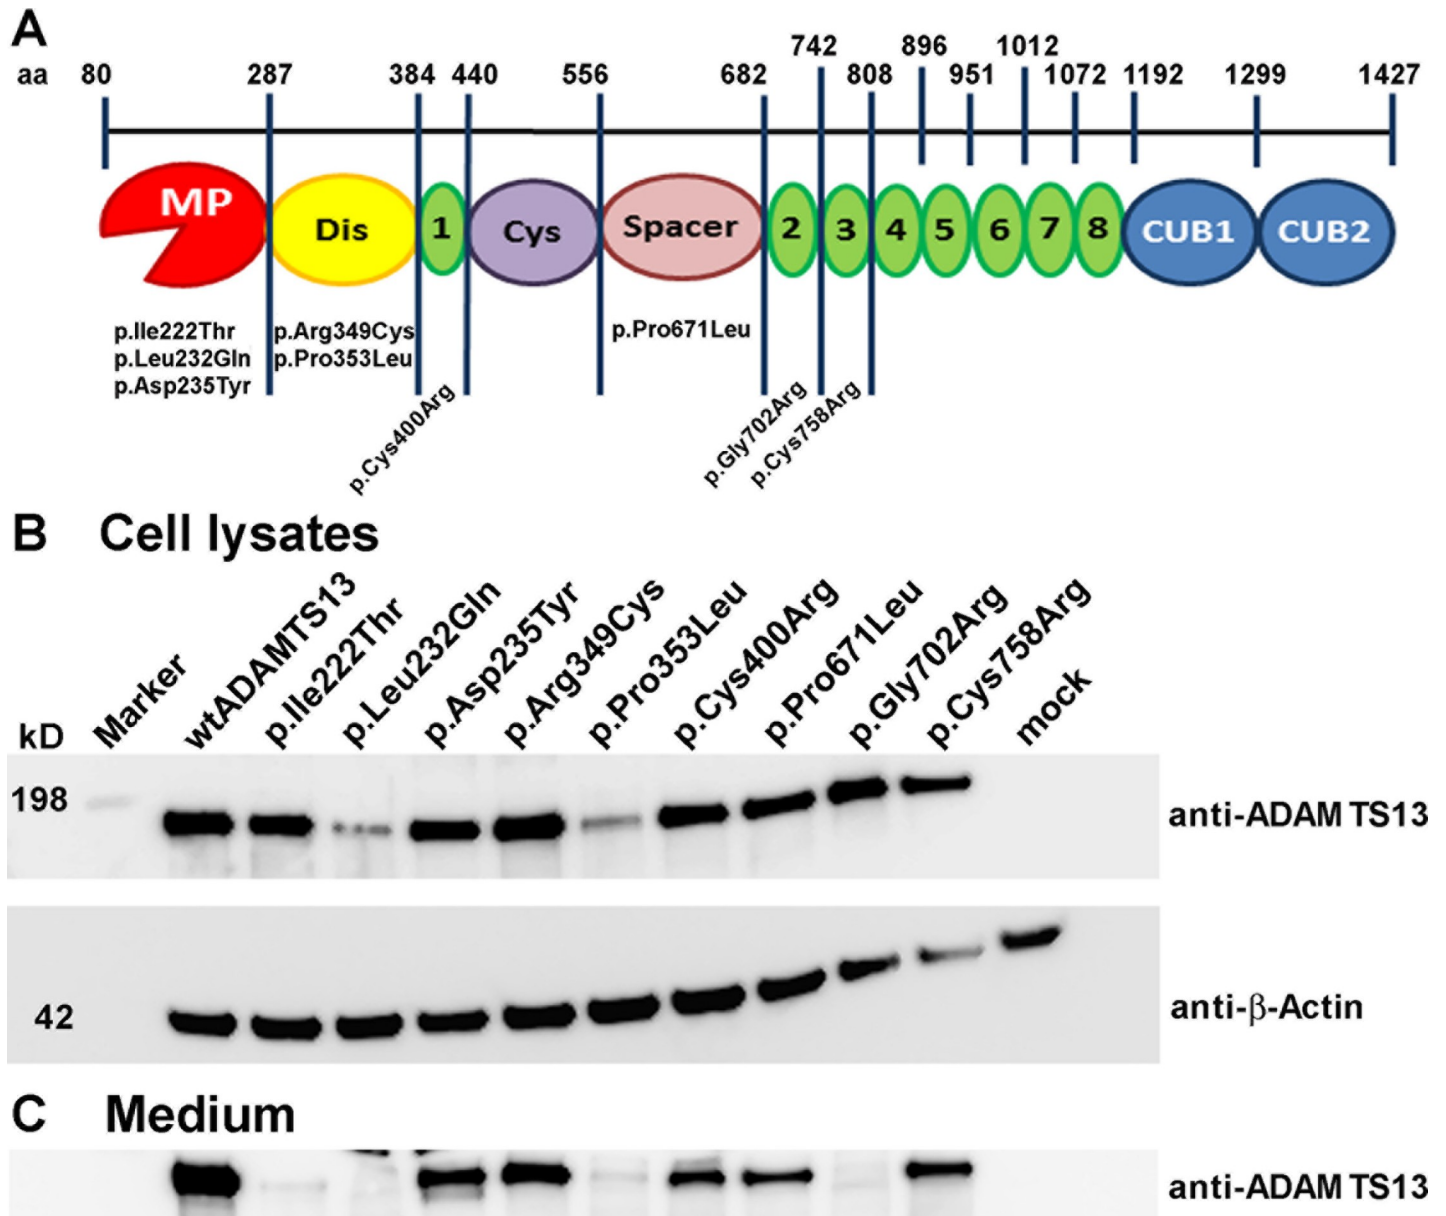 A
742 896 1012
aa 80 287 384 440 556 682 808 951 1072 1192 1299 1427
MP Dis 1 Cys Spacer 2 3 4 5 6 7 8 CUB1 CUB2
p.Ile222Thr p.Arg349Cys p.Pro671Leu
p.Leu232Gln p.Pro353Leu
p.Asp235Tyr
p.Cys400Arg p.Gly702Arg p.Cys758Arg
B Cell lysates
kD Marker wtADAMTS13 p.Ile222Thr p.Leu232Gln p.Asp235Tyr p.Arg349Cys p.Pro353Leu p.Cys400Arg p.Pro671Leu p.Gly702Arg p.Cys758Arg mock
198 anti-ADAM TS13
42 anti-β-Actin
C Medium
anti-ADAM TS13